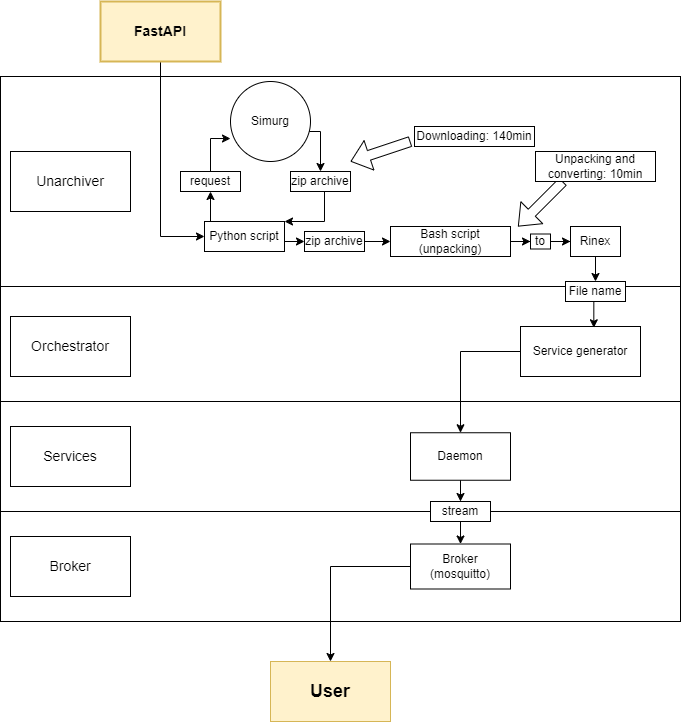 FastAPI
Simurg
Downloading: 140min
Unpacking and
converting: 10min
Unarchiver
request
zip archive
Python script
zip archive
Bash script
(unpacking)
to
Rinex
File name
Orchestrator
Service generator
Services
Daemon
stream
Broker
Broker
(mosquitto)
User